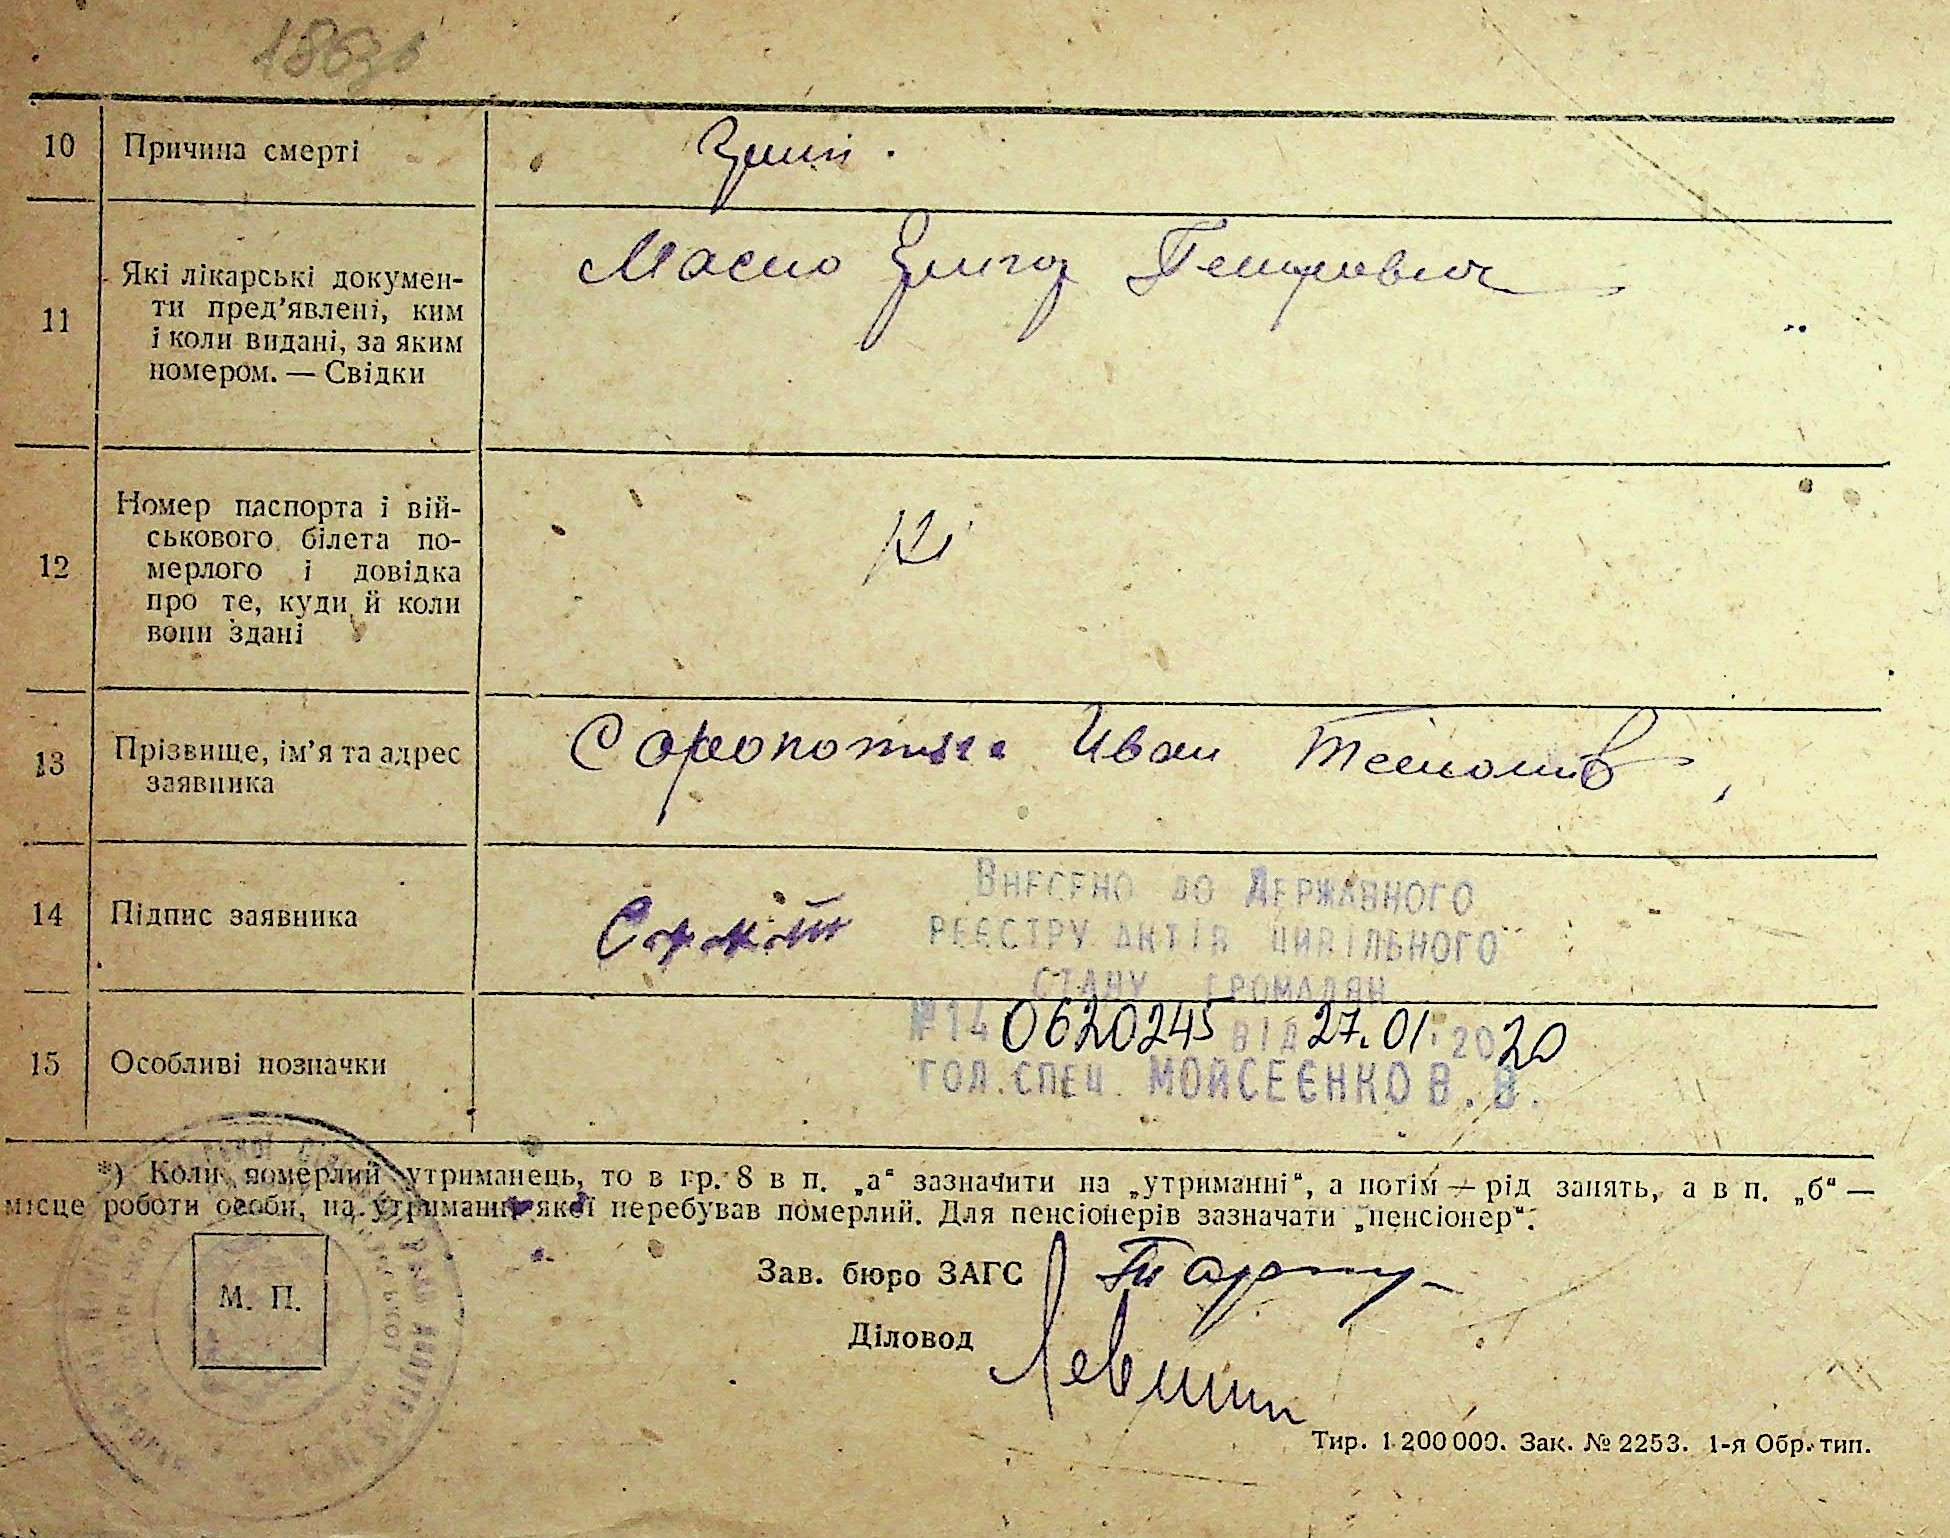 10 Причина смерті
11 Які лікарські докумен-
ти пред’явлені, ким
і коли видані, за яким
номером. — Свідки
Григор Петрович
12 Номер паспорта і вій-
ськового білета по-
мерлого і довідка
про те, куди й коли
вони здані
13 Прізвище, ім’я та адрес
заявника
Иван
14 Підпис заявника
Внесено до Державного
реєстру актів цивільного
стану громадян
№14 0620245 від 27.01.2020
гол. спец. Мойсеєнко В. В.
15 Особливі позначки
*) Коли померлий утриманець, то в гр. 8 в п. „а“ зазначити на „утриманні“, а потім — рід занять, а в п. „б“ —
місце роботи особи, на утриманні якої перебував померлий. Для пенсіонерів зазначати „пенсіонер“.
М. П.
Зав. бюро ЗАГС
Діловод
Тир. 1 200 000. Зак. № 2253. 1-я Обр. тип.